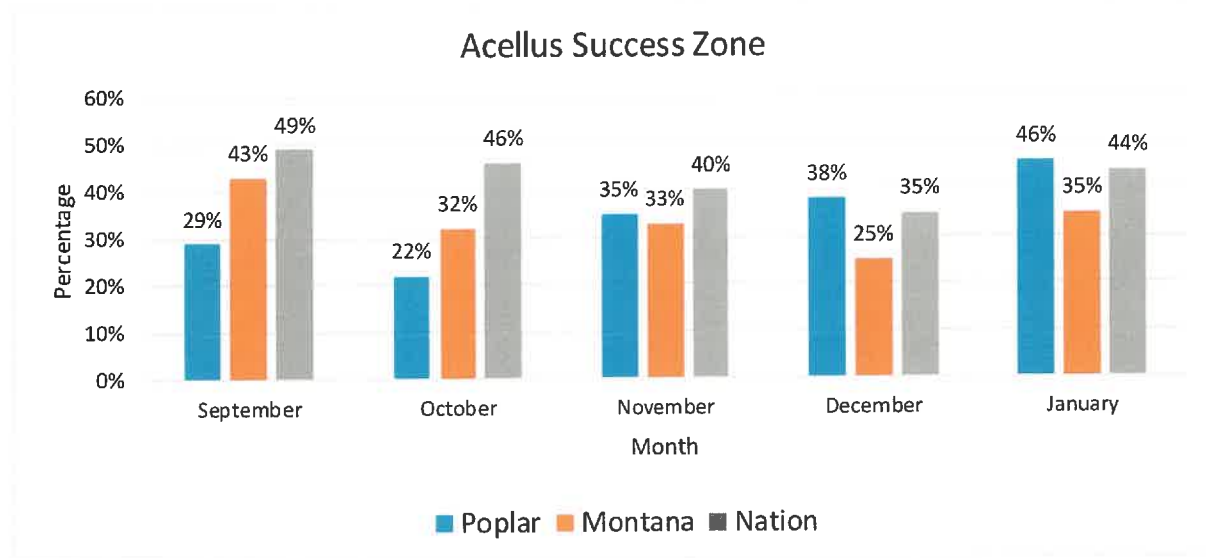 Acellus Success Zone
Percentage
60%
50%
40%
30%
20%
10%
0%
29% 43% 49%
22% 32% 46%
35% 33% 40%
38% 25% 35%
46% 35% 44%
September October November December January
Month
Poplar Montana Nation